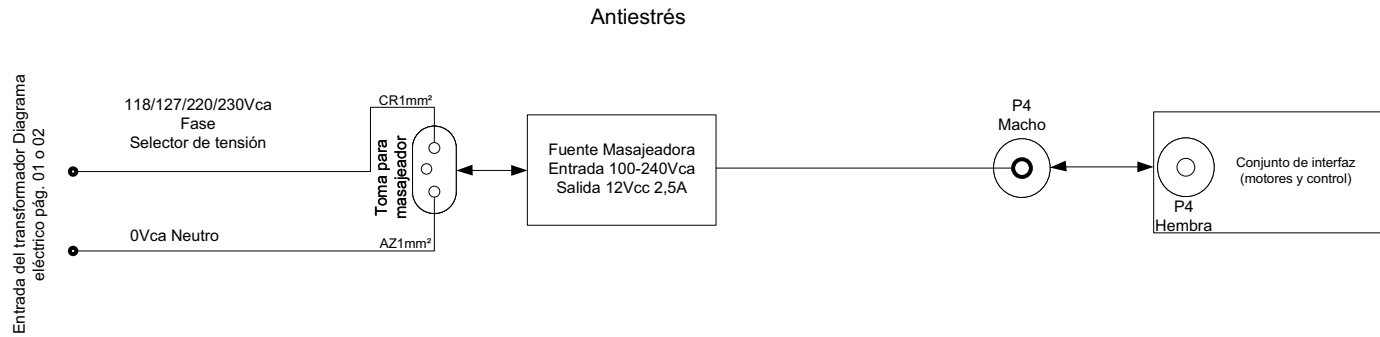 Antiestrés
Entrada del transformador Diagrama
eléctrico pág. 01 o 02
118/127/220/230Vca
Fase
Selector de tensión
0Vca Neutro
CR1mm²
Toma para
masajeador
AZ1mm²
Fuente Masajeadora
Entrada 100-240Vca
Salida 12Vcc 2,5A
P4
Macho
P4
Hembra
Conjunto de interfaz
(motores y control)